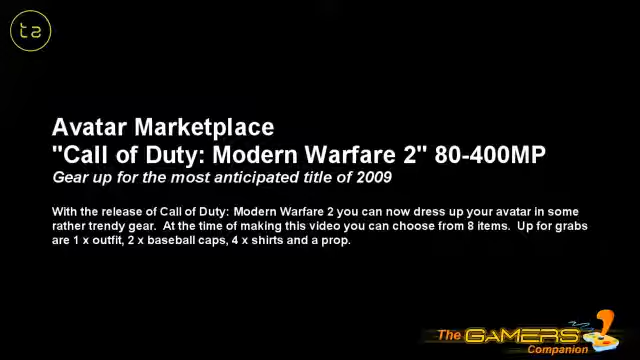 ta
Avatar Marketplace
"Call of Duty: Modern Warfare 2" 80-400MP
Gear up for the most anticipated title of 2009
With the release of Call of Duty: Modern Warfare 2 you can now dress up your avatar in some
rather trendy gear.  At the time of making this video you can choose from 8 items.  Up for grabs
are 1 x outfit, 2 x baseball caps, 4 x shirts and a prop.
The GAMERS
Companion